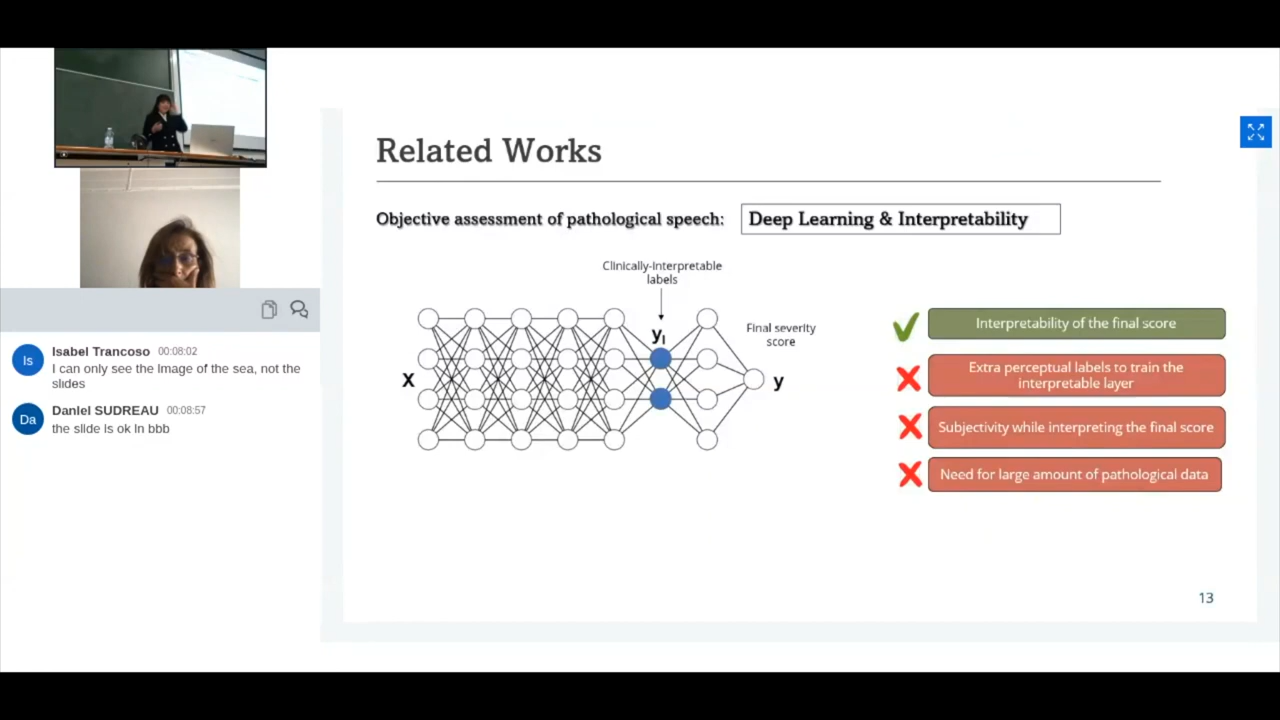 Related Works
Objective assessment of pathological speech:
Deep Learning & Interpretability
Clinically-interpretable
labels
yI
Final severity
score
X
y
Interpretability of the final score
Extra perceptual labels to train the
interpretable layer
Subjectivity while interpreting the final score
Need for large amount of pathological data
13
Is
Isabel Trancoso 00:08:02
I can only see the image of the sea, not the
slides
Da
Daniel SUDREAU 00:08:57
the slide is ok in bbb